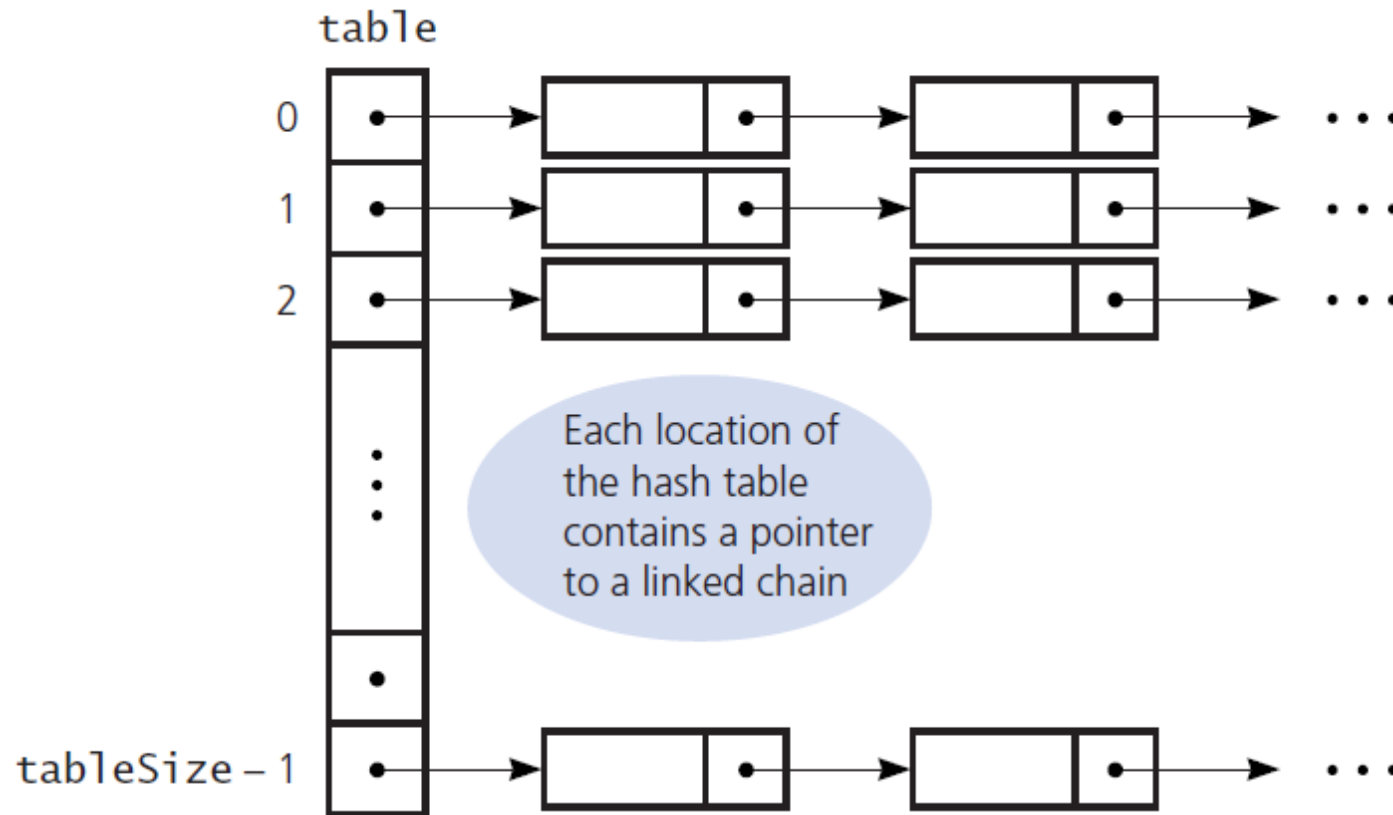 table
0
1
2
Each location of
the hash table
contains a pointer
to a linked chain
tableSize – 1